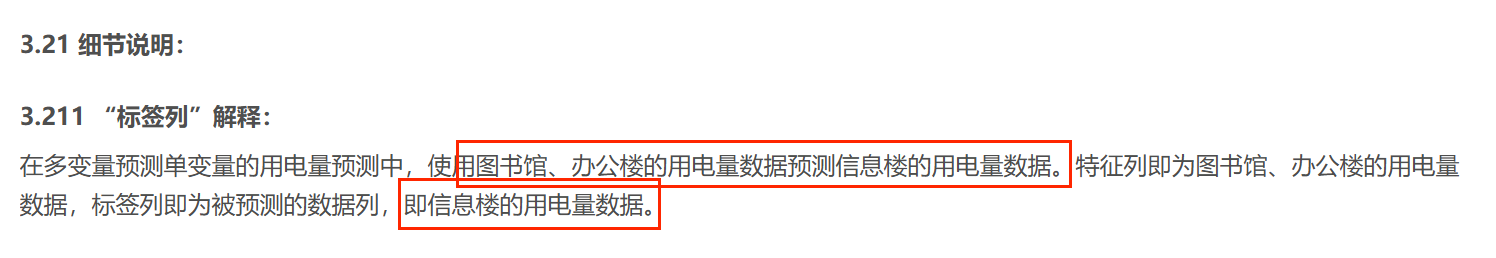 3.21 细节说明：
3.211 “标签列”解释：
在多变量预测单变量的用电量预测中，使用图书馆、办公楼的用电量数据预测信息楼的用电量数据。特征列即为图书馆、办公楼的用电量
数据，标签列即为被预测的数据列，即信息楼的用电量数据。